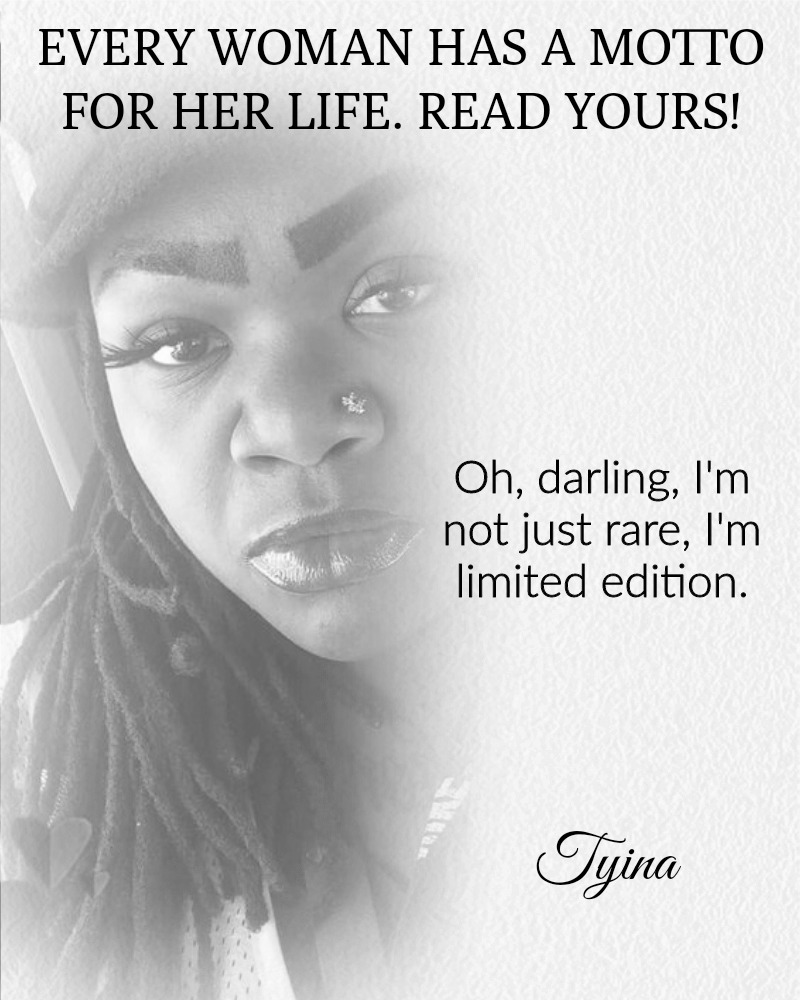 EVERY WOMAN HAS A MOTTO
FOR HER LIFE. READ YOURS!
Oh, darling, I'm
not just rare, I'm
limited edition.
Tyina